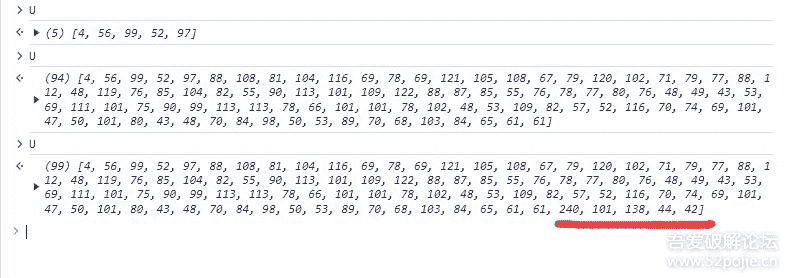 > U
(5) [4, 56, 99, 52, 97]
> U
(94) [4, 56, 99, 52, 97, 88, 108, 81, 104, 116, 69, 78, 69, 121, 105, 108, 67, 79, 120, 102, 71, 79, 77, 88, 1
12, 48, 119, 76, 85, 104, 82, 55, 90, 113, 101, 109, 122, 88, 87, 85, 55, 76, 78, 77, 80, 76, 48, 49, 43, 53,
69, 111, 101, 75, 90, 99, 113, 113, 78, 66, 101, 101, 78, 102, 48, 53, 109, 82, 57, 52, 116, 70, 74, 69, 101,
47, 50, 101, 80, 43, 48, 70, 84, 98, 50, 53, 89, 70, 68, 103, 84, 65, 61, 61]
> U
(99) [4, 56, 99, 52, 97, 88, 108, 81, 104, 116, 69, 78, 69, 121, 105, 108, 67, 79, 120, 102, 71, 79, 77, 88, 1
12, 48, 119, 76, 85, 104, 82, 55, 90, 113, 101, 109, 122, 88, 87, 85, 55, 76, 78, 77, 80, 76, 48, 49, 43, 53,
69, 111, 101, 75, 90, 99, 113, 113, 78, 66, 101, 101, 78, 102, 48, 53, 109, 82, 57, 52, 116, 70, 74, 69, 101,
47, 50, 101, 80, 43, 48, 70, 84, 98, 50, 53, 89, 70, 68, 103, 84, 65, 61, 61, 240, 101, 138, 44, 42]
>
吾爱破解论坛
www.52pojie.cn